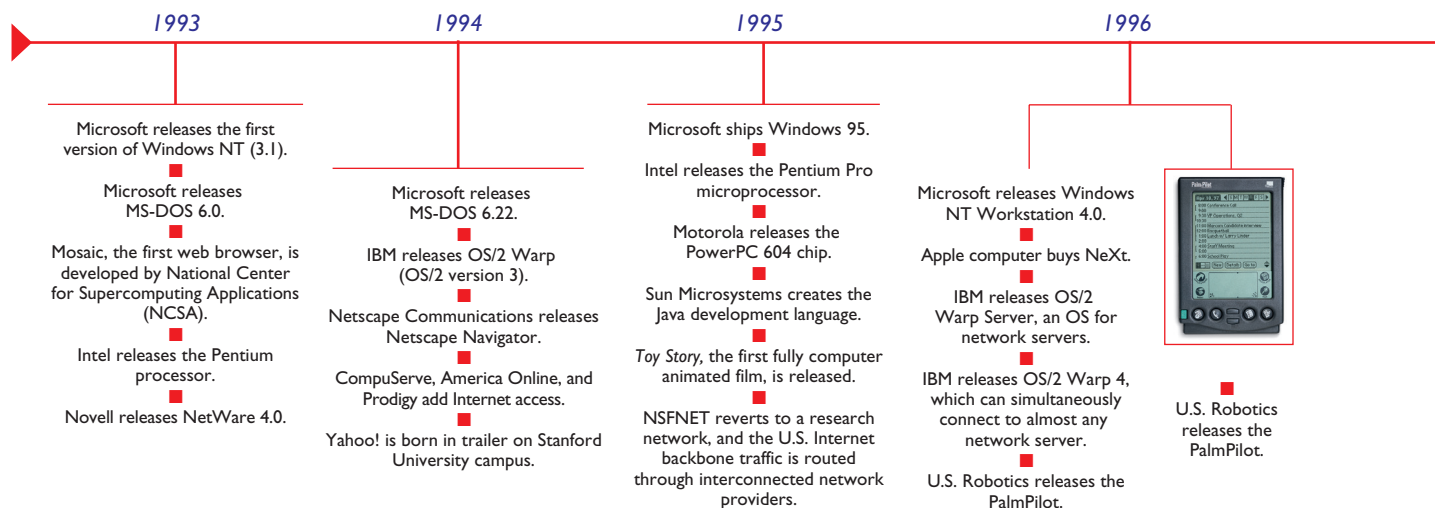 1993
1994
1995
1996
Microsoft releases the first
version of Windows NT (3.1).
Microsoft releases
MS-DOS 6.0.
Mosaic, the first web browser, is
developed by National Center
for Supercomputing Applications
(NCSA).
Intel releases the Pentium
processor.
Novell releases NetWare 4.0.
Microsoft releases
MS-DOS 6.22.
IBM releases OS/2 Warp
(OS/2 version 3).
Netscape Communications releases
Netscape Navigator.
CompuServe, America Online, and
Prodigy add Internet access.
Yahoo! is born in trailer on Stanford
University campus.
Microsoft ships Windows 95.
Intel releases the Pentium Pro
microprocessor.
Motorola releases the
PowerPC 604 chip.
Sun Microsystems creates the
Java development language.
Toy Story, the first fully computer
animated film, is released.
NSFNET reverts to a research
network, and the U.S. Internet
backbone traffic is routed
through interconnected network
providers.
Microsoft releases Windows
NT Workstation 4.0.
Apple computer buys NeXt.
IBM releases OS/2
Warp Server, an OS for
network servers.
IBM releases OS/2 Warp 4,
which can simultaneously
connect to almost any
network server.
U.S. Robotics releases the
PalmPilot.
PalmPilot
Conference Call
Staff Meeting
U.S. Robotics
releases the
PalmPilot.